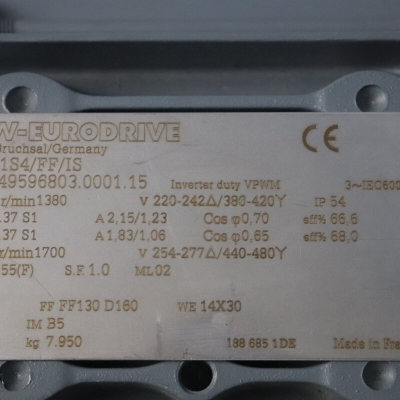 W-EURODRIVE
Bruchsal/Germany
1S4/FF/IS
49596803.0001.15 Inverter duty VPWM 3~IEC600
r/min1380 V 220-242△/380-420Y IP 54
.37 S1 A 2,15/1,23 Cos φ0,70 eff% 66,6
.37 S1 A 1,83/1,06 Cos φ0,65 eff% 68,0
r/min1700 V 254-277△/440-480Y
155(F) S.F 1.0 ML02
FF FF130 D160 WE 14X30
IM B5
kg 7.950 188 685 1DE Made in Fra